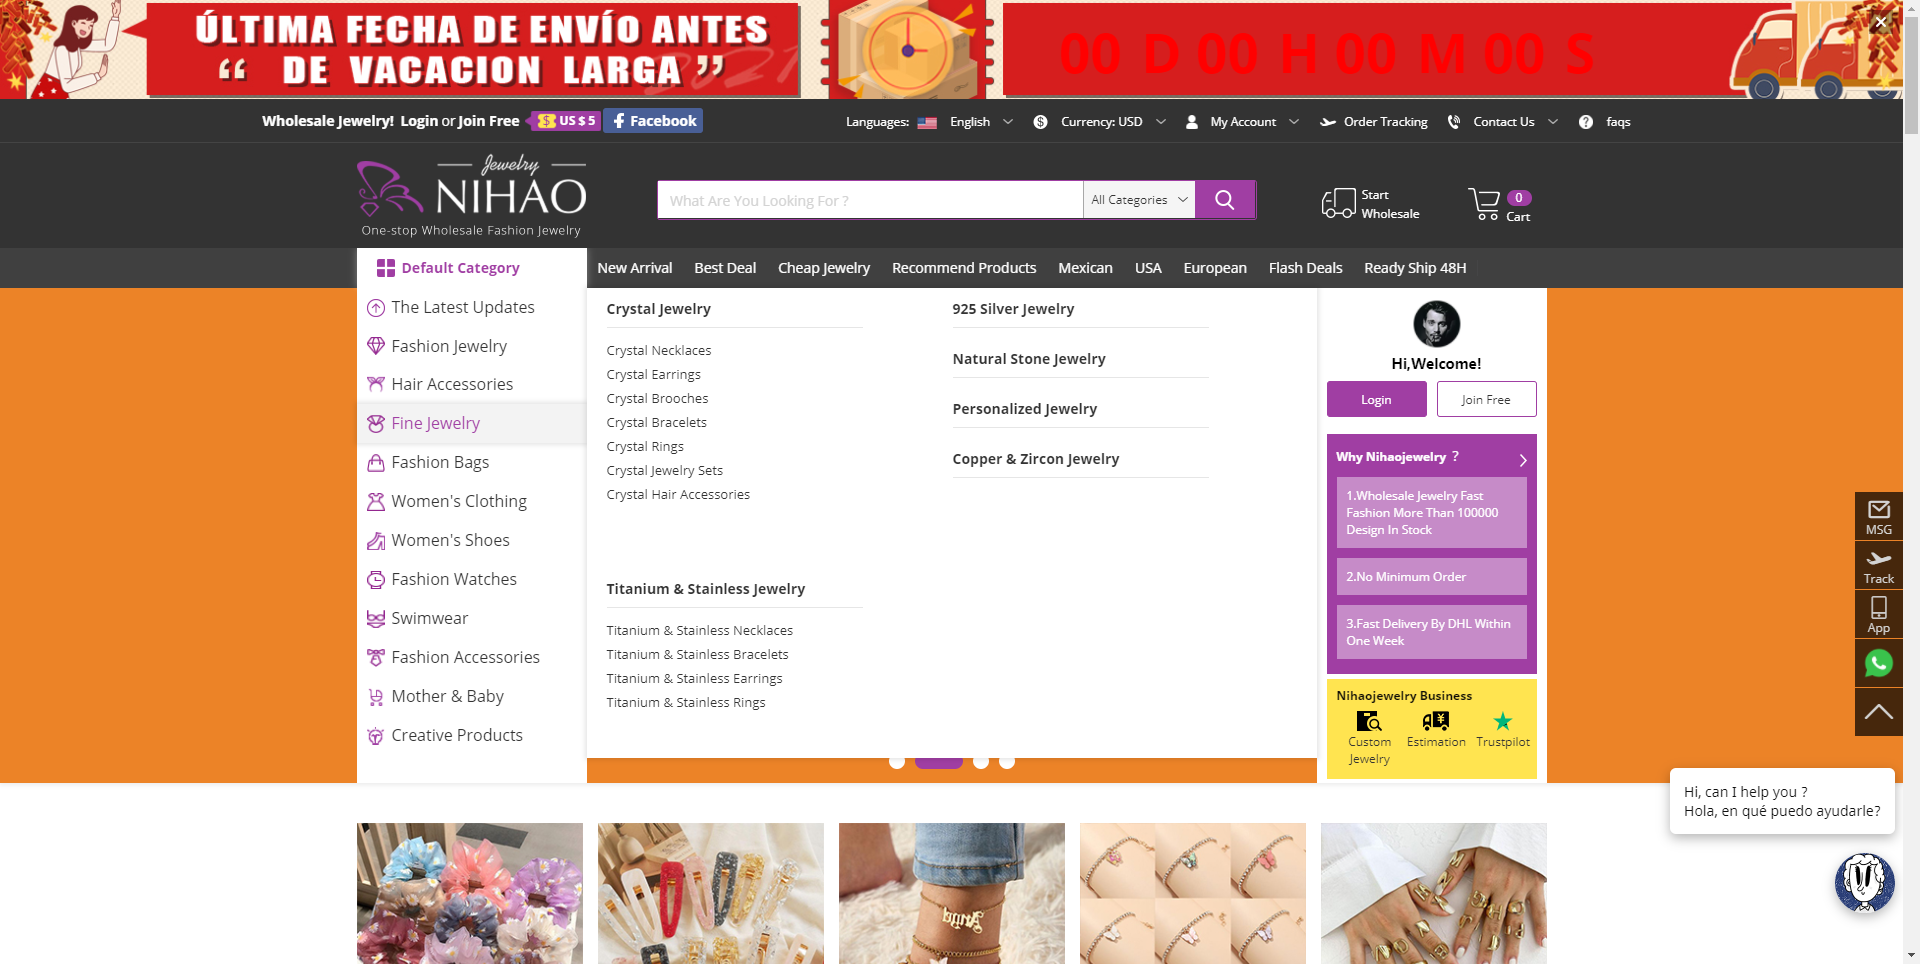 ÚLTIMA FECHA DE ENVÍO ANTES
“ DE VACACION LARGA ”
00 D 00 H 00 M 00 S
Wholesale Jewelry! Login or Join Free US $ 5 Facebook
Languages: English Currency: USD My Account Order Tracking Contact Us faqs
Jewelry
NIHAO
One-stop Wholesale Fashion Jewelry
What Are You Looking For ?
All Categories
Start
Wholesale
0
Cart
Default Category
New Arrival Best Deal Cheap Jewelry Recommend Products Mexican USA European Flash Deals Ready Ship 48H
The Latest Updates
Fashion Jewelry
Hair Accessories
Fine Jewelry
Fashion Bags
Women's Clothing
Women's Shoes
Fashion Watches
Swimwear
Fashion Accessories
Mother & Baby
Creative Products
Crystal Jewelry
Crystal Necklaces
Crystal Earrings
Crystal Brooches
Crystal Bracelets
Crystal Rings
Crystal Jewelry Sets
Crystal Hair Accessories
Titanium & Stainless Jewelry
Titanium & Stainless Necklaces
Titanium & Stainless Bracelets
Titanium & Stainless Earrings
Titanium & Stainless Rings
925 Silver Jewelry
Natural Stone Jewelry
Personalized Jewelry
Copper & Zircon Jewelry
Hi,Welcome!
Login
Join Free
Why Nihaojewelry ?
1.Wholesale Jewelry Fast
Fashion More Than 100000
Design In Stock
2.No Minimum Order
3.Fast Delivery By DHL Within
One Week
Nihaojewelry Business
Custom
Jewelry
Estimation
Trustpilot
MSG
Track
App
Hi, can I help you ?
Hola, en qué puedo ayudarle?